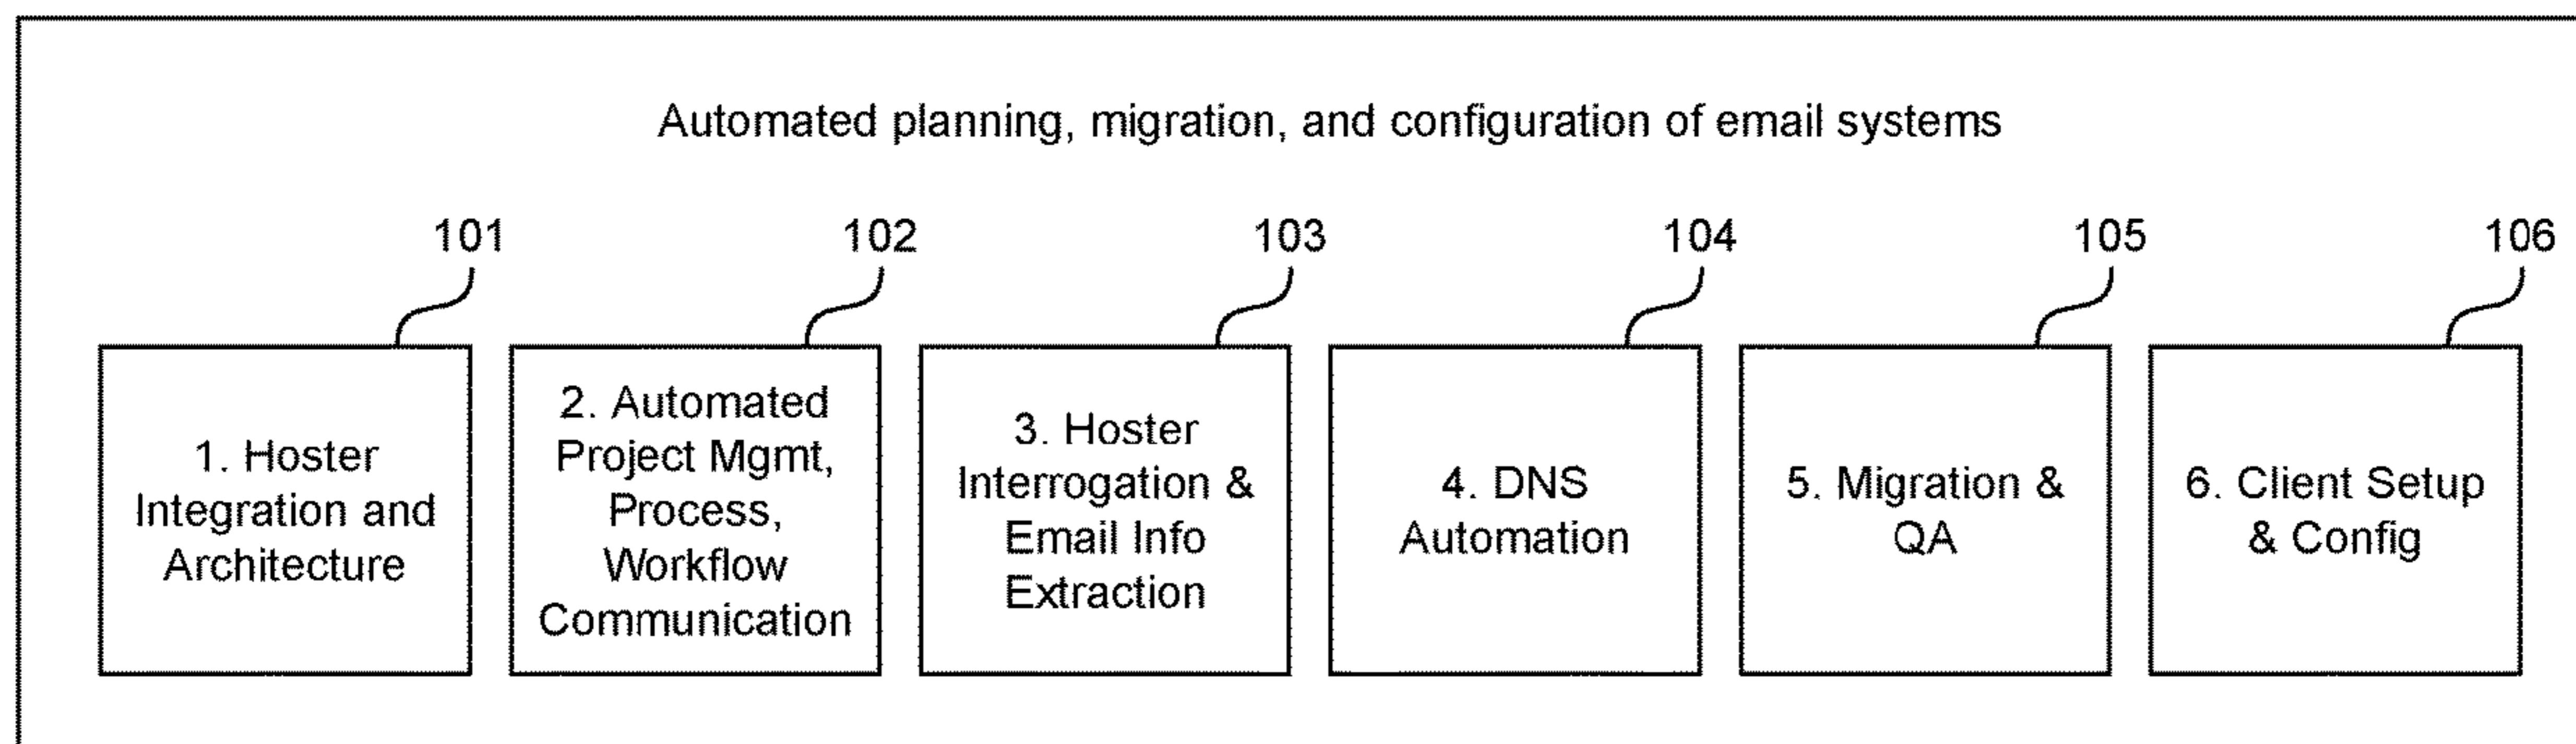 Automated planning, migration, and configuration of email systems
101
102
103
104
105
106
1. Hoster
Integration and
Architecture
2. Automated
Project Mgmt,
Process,
Workflow
Communication
3. Hoster
Interrogation &
Email Info
Extraction
4. DNS
Automation
5. Migration &
QA
6. Client Setup
& Config